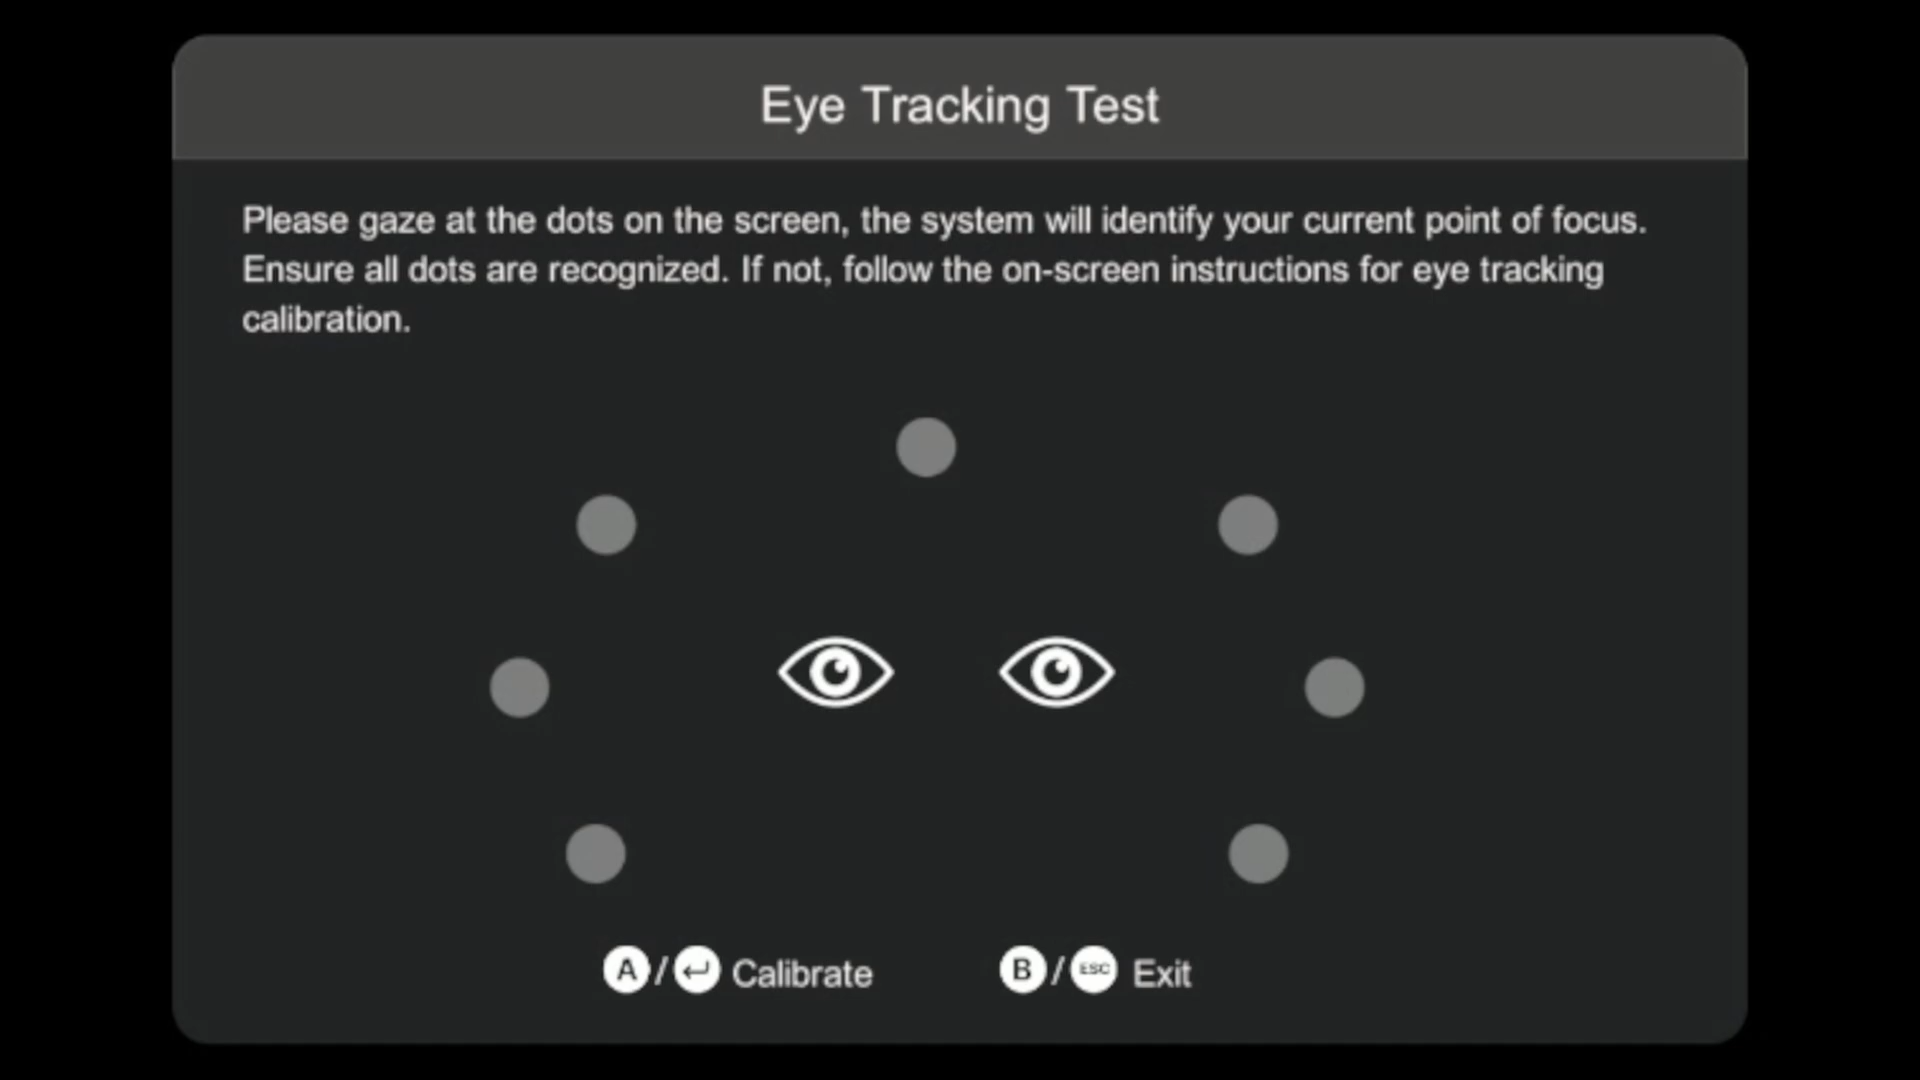 Eye Tracking Test
Please gaze at the dots on the screen, the system will identify your current point of focus.
Ensure all dots are recognized. If not, follow the on-screen instructions for eye tracking
calibration.
A / Calibrate B / ESC Exit